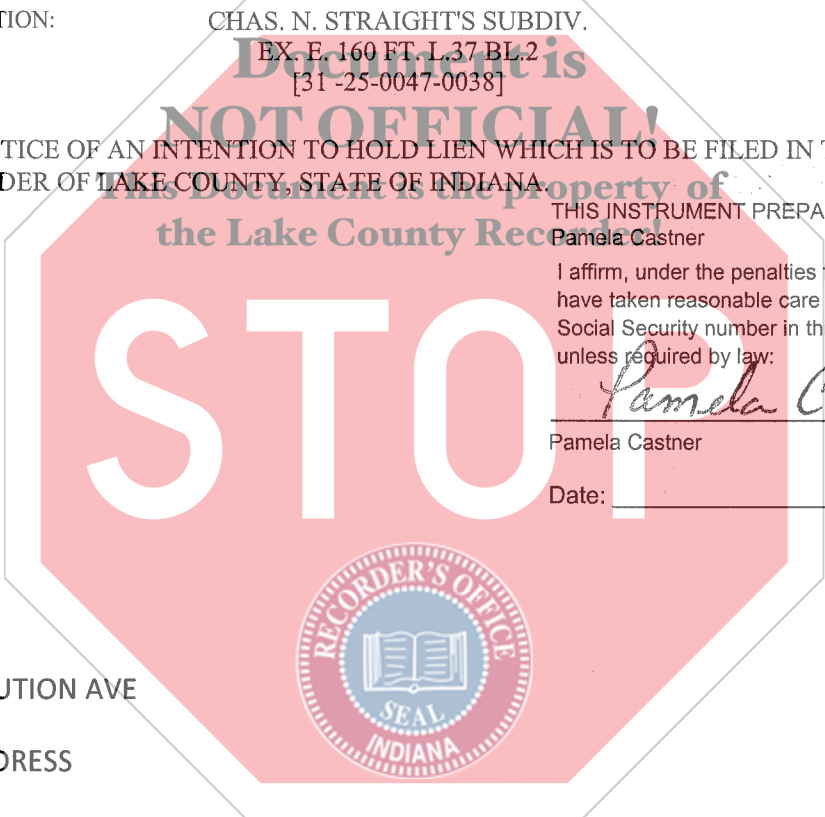 TION: CHAS. N. STRAIGHT'S SUBDIV.
Document is
EX. E. 160 FT. L.37 BL.2
[31 -25-0047-0038]
NOT OFFICIAL!
TICE OF AN INTENTION TO HOLD LIEN WHICH IS TO BE FILED IN T
DER OF LAKE COUNTY, STATE OF INDIANA.
This Document is the property of
the Lake County Recorder!
THIS INSTRUMENT PREPA
Pamela Castner
I affirm, under the penalties
have taken reasonable care
Social Security number in th
unless required by law:
Pamela C
Pamela Castner
Date:
STOP
RECORDER'S OFFICE
SEAL
INDIANA
UTION AVE
DRESS